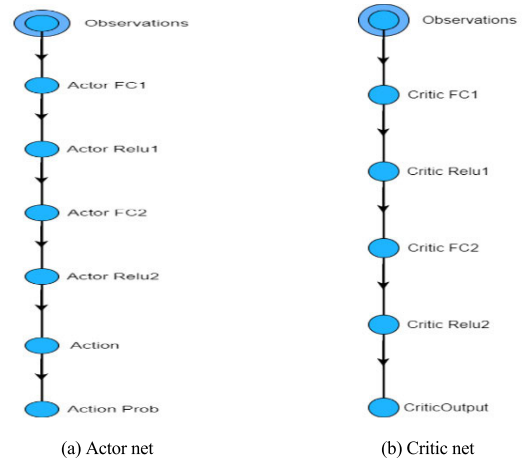 Observations
Actor FC1
Actor Relu1
Actor FC2
Actor Relu2
Action
Action Prob
(a) Actor net
Observations
Critic FC1
Critic Relu1
Critic FC2
Critic Relu2
CriticOutput
(b) Critic net